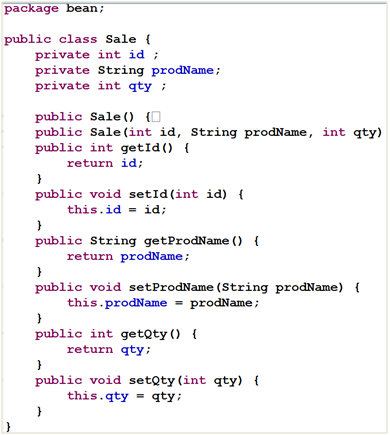 package bean;
public class Sale {
private int id ;
private String prodName;
private int qty ;
public Sale() {
public Sale(int id, String prodName, int qty)
public int getId() {
return id;
}
public void setId(int id) {
this.id = id;
}
public String getProdName() {
return prodName;
}
public void setProdName(String prodName) {
this.prodName = prodName;
}
public int getQty() {
return qty;
}
public void setQty(int qty) {
this.qty = qty;
}
}